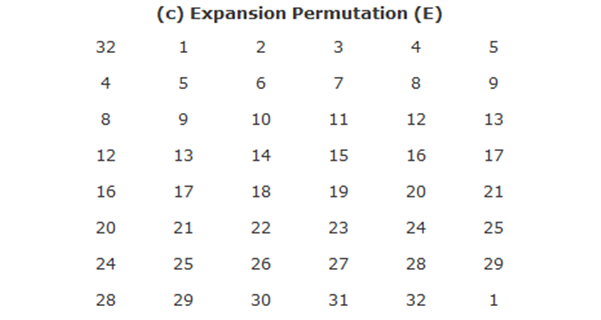 (c) Expansion Permutation (E)
32 1 2 3 4 5
4 5 6 7 8 9
8 9 10 11 12 13
12 13 14 15 16 17
16 17 18 19 20 21
20 21 22 23 24 25
24 25 26 27 28 29
28 29 30 31 32 1